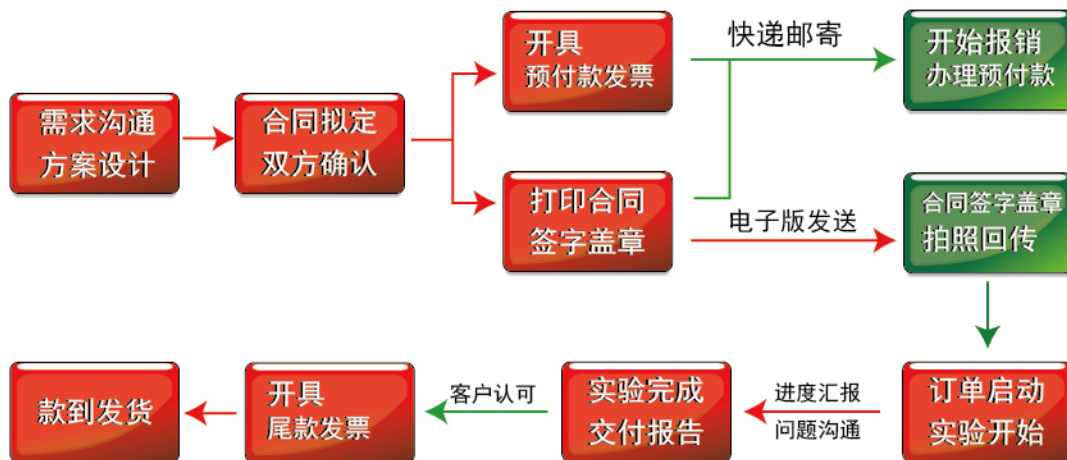 需求沟通
方案设计
合同拟定
双方确认
开具
预付款发票
快递邮寄
开始报销
办理预付款
打印合同
签字盖章
电子版发送
合同签字盖章
拍照回传
订单启动
实验开始
进度汇报
问题沟通
实验完成
交付报告
客户认可
开具
尾款发票
款到发货